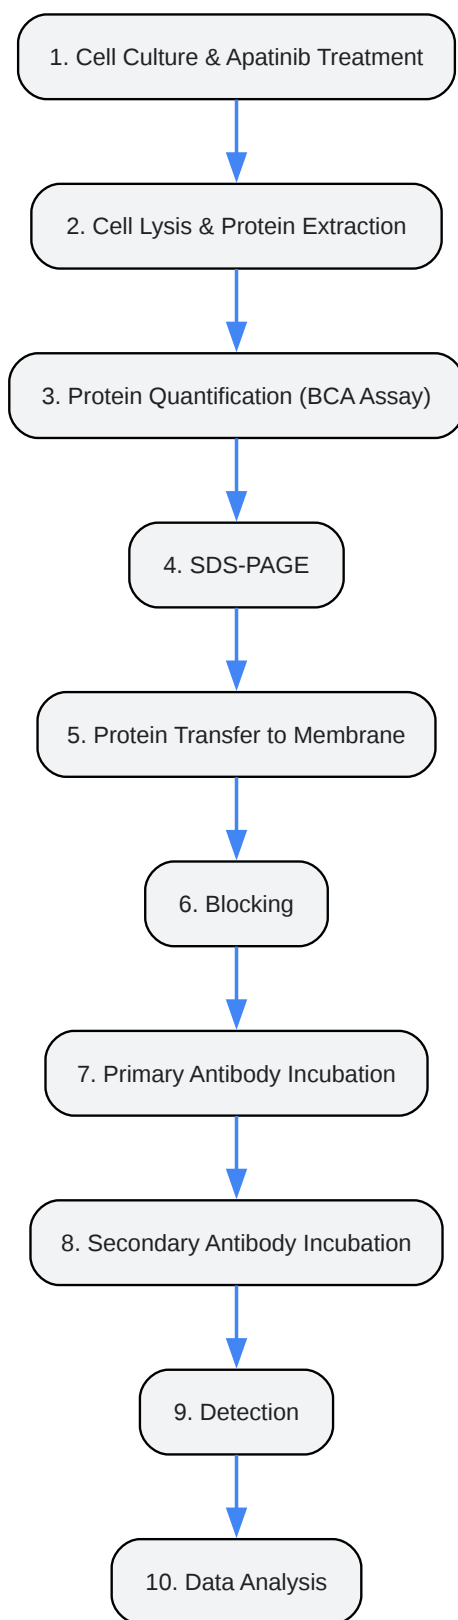 1. Cell Culture & Apatinib Treatment
2. Cell Lysis & Protein Extraction
3. Protein Quantification (BCA Assay)
4. SDS-PAGE
5. Protein Transfer to Membrane
6. Blocking
7. Primary Antibody Incubation
8. Secondary Antibody Incubation
9. Detection
10. Data Analysis